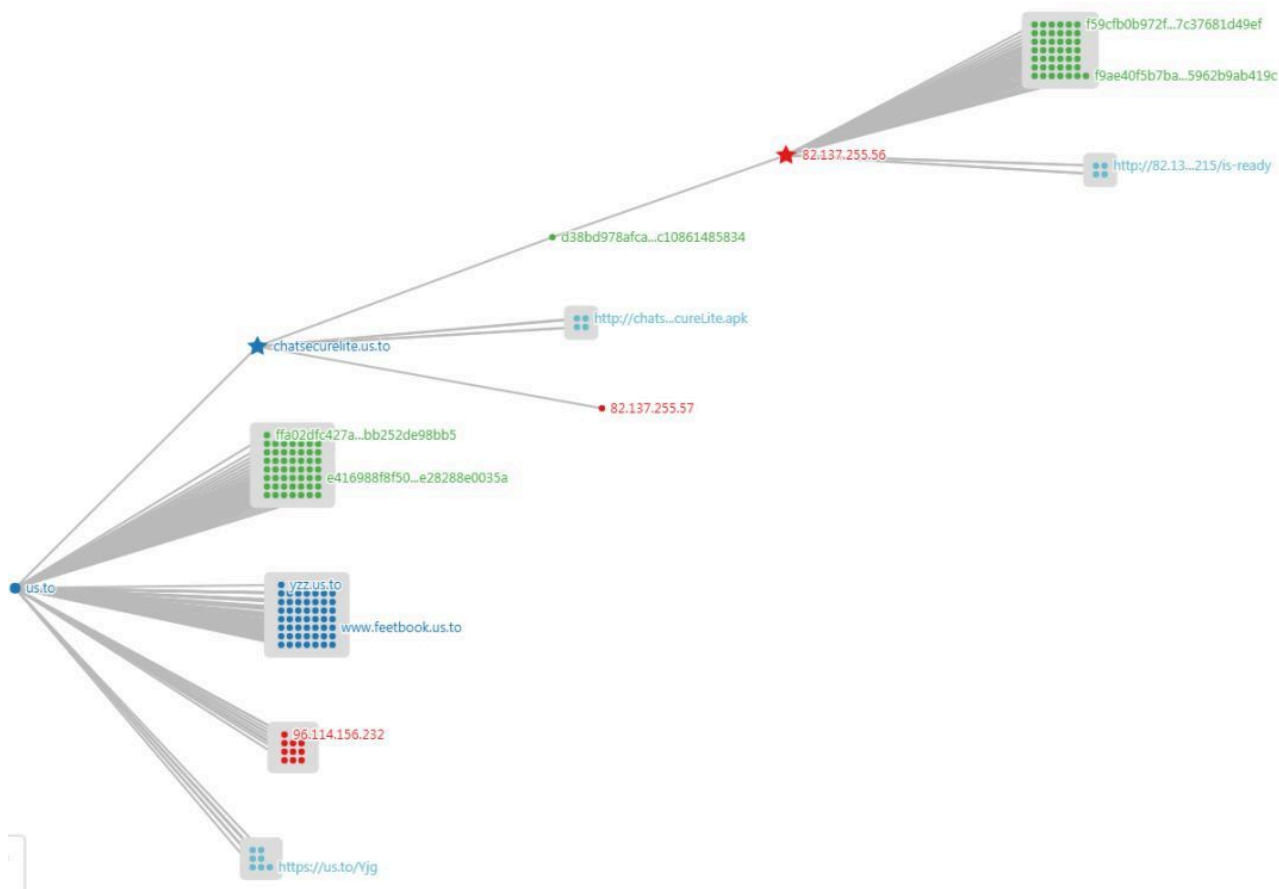 f59cfb0b972f...7c37681d49ef
f9ae40f5b7ba...5962b9ab419c
82.137.255.56
http://82.13...215/is-ready
d38bd978afca...c10861485834
http://chats...cureLite.apk
chatsecurelite.us.to
82.137.255.57
ffa02dfc427a...bb252de98bb5
e416988f8f50...e28288e0035a
us.to
yzz.us.to
www.feetbook.us.to
96.114.156.232
https://us.to/Yjg